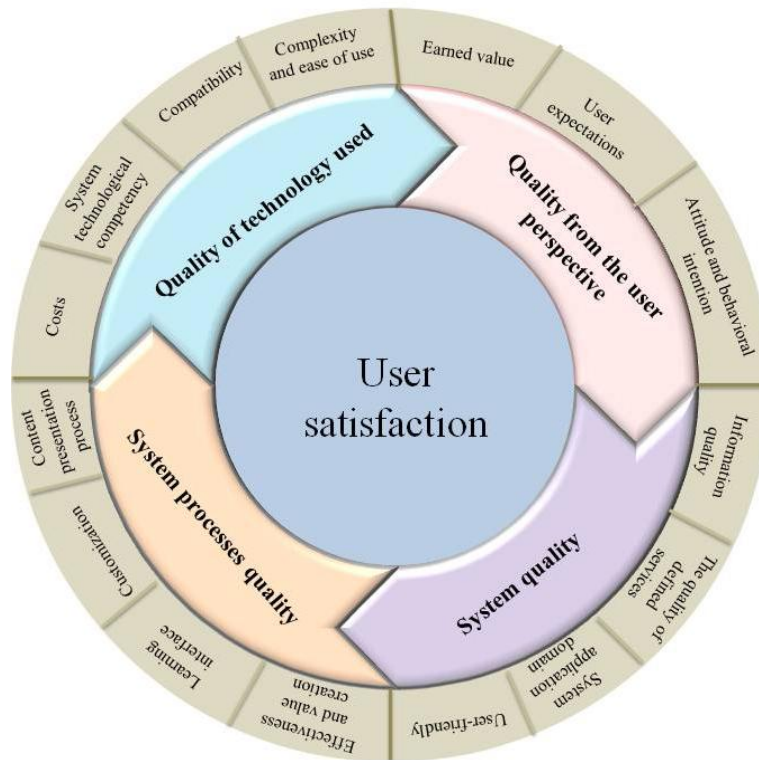 Complexity
and ease of use
Earned value
User
expectations
Attitude and behavioral
intention
Information
quality
The quality of
defined
services
System
application
domain
User-friendly
Effectiveness
and value
creation
Learning
interface
Customization
Content
presentation
process
Costs
System
technological
competency
Compatibility
Quality of technology used
Quality from the user
perspective
System quality
System processes quality
User
satisfaction